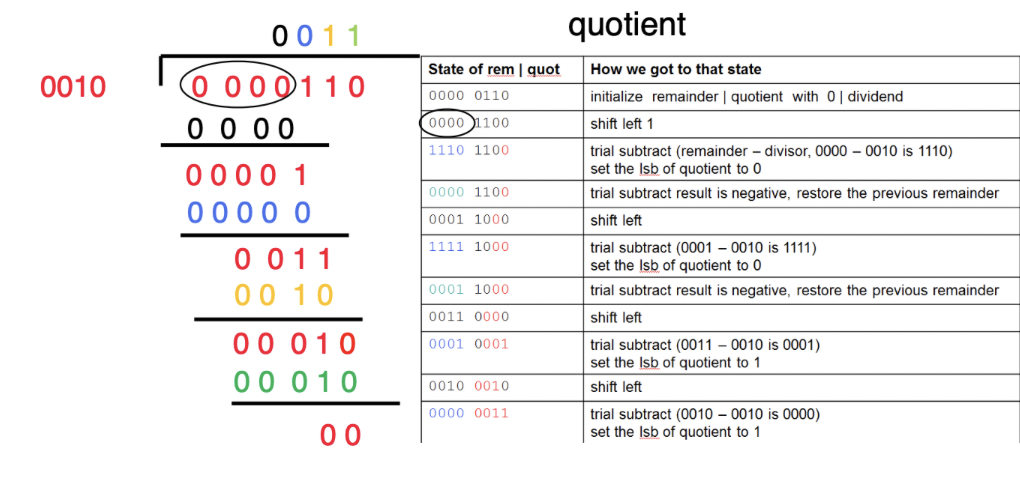 quotient
0 0 1 1
0010
0 0 0 0 1 1 0
0 0 0 0
0 0 0 0 1
0 0 0 0 0
0 0 1 1
0 0 1 0
0 0 0 1 0
0 0 0 1 0
0 0
State of rem | quot How we got to that state
0000 0110 initialize remainder | quotient with 0 | dividend
0000 1100 shift left 1
1110 1100 trial subtract (remainder – divisor, 0000 – 0010 is 1110)
set the lsb of quotient to 0
0000 1100 trial subtract result is negative, restore the previous remainder
0001 1000 shift left
1111 1000 trial subtract (0001 – 0010 is 1111)
set the lsb of quotient to 0
0001 1000 trial subtract result is negative, restore the previous remainder
0011 0000 shift left
0001 0001 trial subtract (0011 – 0010 is 0001)
set the lsb of quotient to 1
0010 0010 shift left
0000 0011 trial subtract (0010 – 0010 is 0000)
set the lsb of quotient to 1